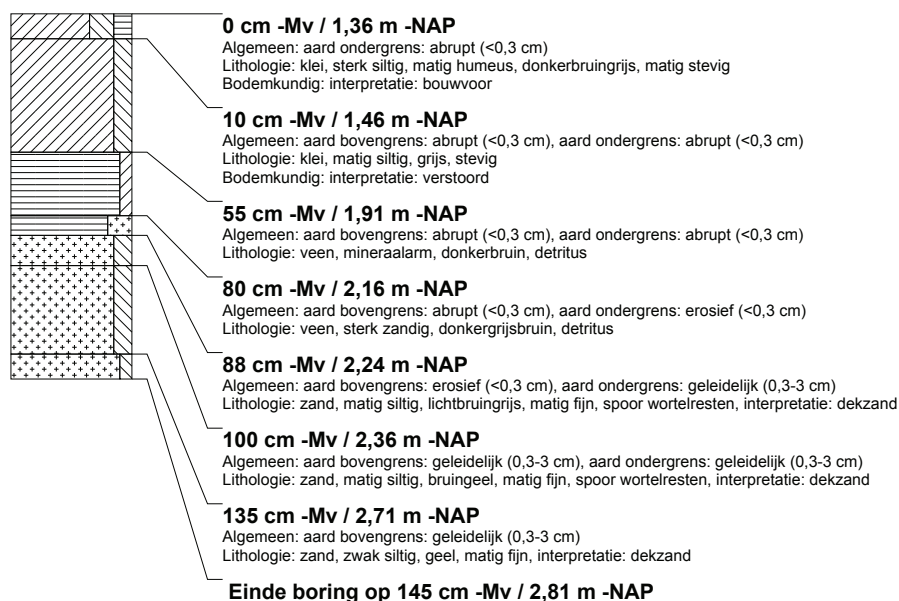 0 cm -Mv / 1,36 m -NAP
Algemeen: aard ondergrens: abrupt (<0,3 cm)
Lithologie: klei, sterk siltig, matig humeus, donkerbruingrijs, matig stevig
Bodemkundig: interpretatie: bouwvoor
10 cm -Mv / 1,46 m -NAP
Algemeen: aard bovengrens: abrupt (<0,3 cm), aard ondergrens: abrupt (<0,3 cm)
Lithologie: klei, matig siltig, grijs, stevig
Bodemkundig: interpretatie: verstoord
55 cm -Mv / 1,91 m -NAP
Algemeen: aard bovengrens: abrupt (<0,3 cm), aard ondergrens: abrupt (<0,3 cm)
Lithologie: veen, mineraalarm, donkerbruin, detritus
80 cm -Mv / 2,16 m -NAP
Algemeen: aard bovengrens: abrupt (<0,3 cm), aard ondergrens: erosief (<0,3 cm)
Lithologie: veen, sterk zandig, donkergrijsbruin, detritus
88 cm -Mv / 2,24 m -NAP
Algemeen: aard bovengrens: erosief (<0,3 cm), aard ondergrens: geleidelijk (0,3-3 cm)
Lithologie: zand, matig siltig, lichtbruingrijs, matig fijn, spoor wortelresten, interpretatie: dekzand
100 cm -Mv / 2,36 m -NAP
Algemeen: aard bovengrens: geleidelijk (0,3-3 cm), aard ondergrens: geleidelijk (0,3-3 cm)
Lithologie: zand, matig siltig, bruingeel, matig fijn, spoor wortelresten, interpretatie: dekzand
135 cm -Mv / 2,71 m -NAP
Algemeen: aard bovengrens: geleidelijk (0,3-3 cm)
Lithologie: zand, zwak siltig, geel, matig fijn, interpretatie: dekzand
Einde boring op 145 cm -Mv / 2,81 m -NAP